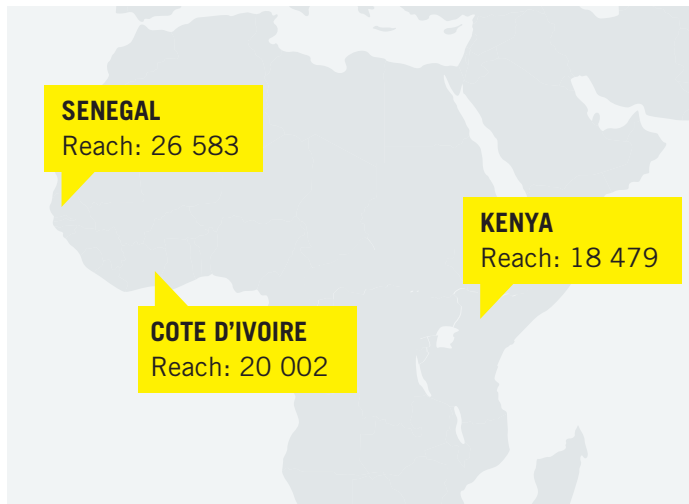 SENEGAL
Reach: 26 583
KENYA
Reach: 18 479
COTE D’IVOIRE
Reach: 20 002